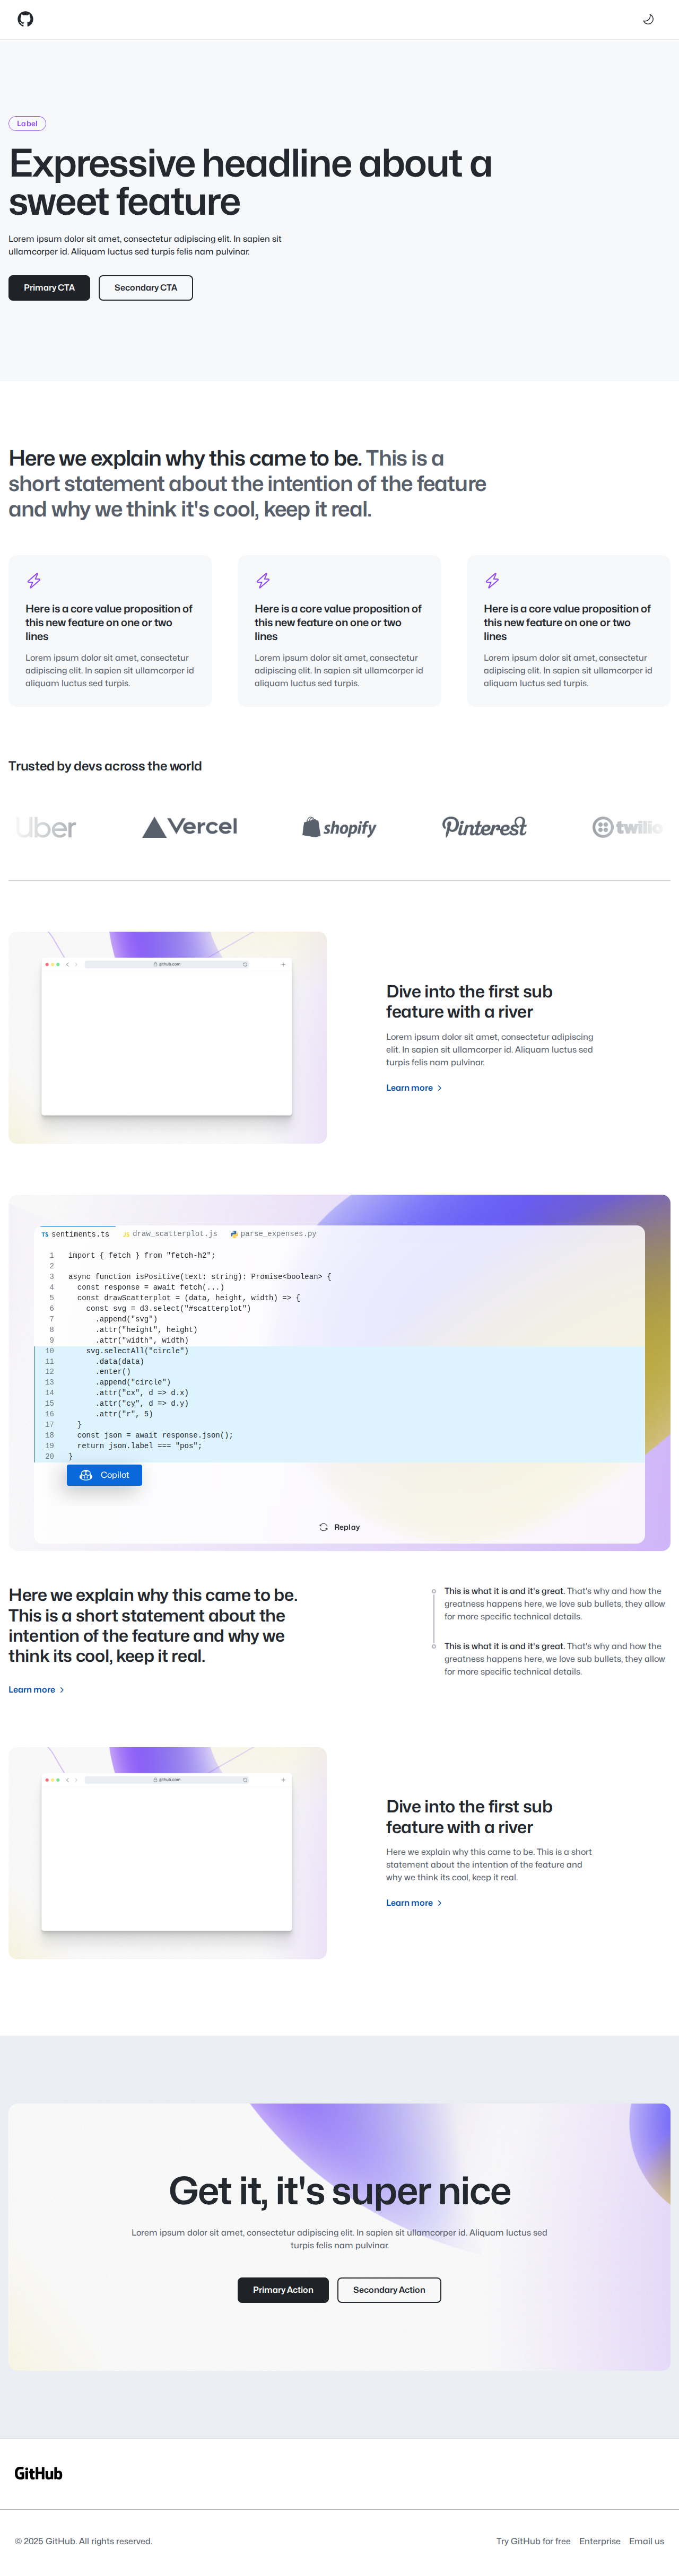 Label
Expressive headline about a
sweet feature
Lorem ipsum dolor sit amet, consectetur adipiscing elit. In sapien sit
ullamcorper id. Aliquam luctus sed turpis felis nam pulvinar.
Primary CTA
Secondary CTA
Here we explain why this came to be. This is a
short statement about the intention of the feature
and why we think it's cool, keep it real.
Here is a core value proposition of
this new feature on one or two
lines
Lorem ipsum dolor sit amet, consectetur
adipiscing elit. In sapien sit ullamcorper id
aliquam luctus sed turpis.
Here is a core value proposition of
this new feature on one or two
lines
Lorem ipsum dolor sit amet, consectetur
adipiscing elit. In sapien sit ullamcorper id
aliquam luctus sed turpis.
Here is a core value proposition of
this new feature on one or two
lines
Lorem ipsum dolor sit amet, consectetur
adipiscing elit. In sapien sit ullamcorper id
aliquam luctus sed turpis.
Trusted by devs across the world
Uber
Vercel
shopify
Pinterest
twilio
github.com
Dive into the first sub
feature with a river
Lorem ipsum dolor sit amet, consectetur adipiscing
elit. In sapien sit ullamcorper id. Aliquam luctus sed
turpis felis nam pulvinar.
Learn more
TS sentiments.ts
JS draw_scatterplot.js
parse_expenses.py
1 import { fetch } from "fetch-h2";
2
3 async function isPositive(text: string): Promise<boolean> {
4 const response = await fetch(...)
5 const drawScatterplot = (data, height, width) => {
6 const svg = d3.select("#scatterplot")
7 .append("svg")
8 .attr("height", height)
9 .attr("width", width)
10 svg.selectAll("circle")
11 .data(data)
12 .enter()
13 .append("circle")
14 .attr("cx", d => d.x)
15 .attr("cy", d => d.y)
16 .attr("r", 5)
17 }
18 const json = await response.json();
19 return json.label === "pos";
20 }
Copilot
Replay
Here we explain why this came to be.
This is a short statement about the
intention of the feature and why we
think its cool, keep it real.
Learn more
This is what it is and it's great. That's why and how the
greatness happens here, we love sub bullets, they allow
for more specific technical details.
This is what it is and it's great. That's why and how the
greatness happens here, we love sub bullets, they allow
for more specific technical details.
github.com
Dive into the first sub
feature with a river
Here we explain why this came to be. This is a short
statement about the intention of the feature and
why we think its cool, keep it real.
Learn more
Get it, it's super nice
Lorem ipsum dolor sit amet, consectetur adipiscing elit. In sapien sit ullamcorper id. Aliquam luctus sed
turpis felis nam pulvinar.
Primary Action
Secondary Action
GitHub
© 2025 GitHub. All rights reserved.
Try GitHub for free
Enterprise
Email us